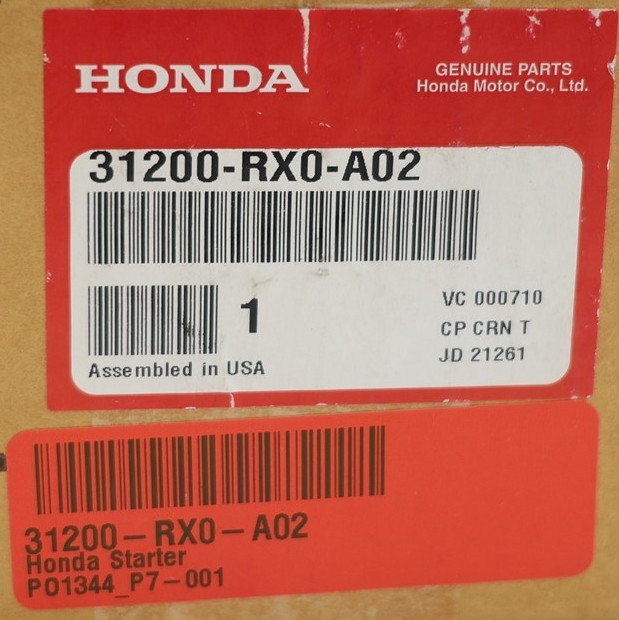 HONDA
GENUINE PARTS
Honda Motor Co., Ltd.
31200-RX0-A02
1
VC 000710
CP CRN T
JD 21261
Assembled in USA
31200-RX0-A02
Honda Starter
P01344_P7-001